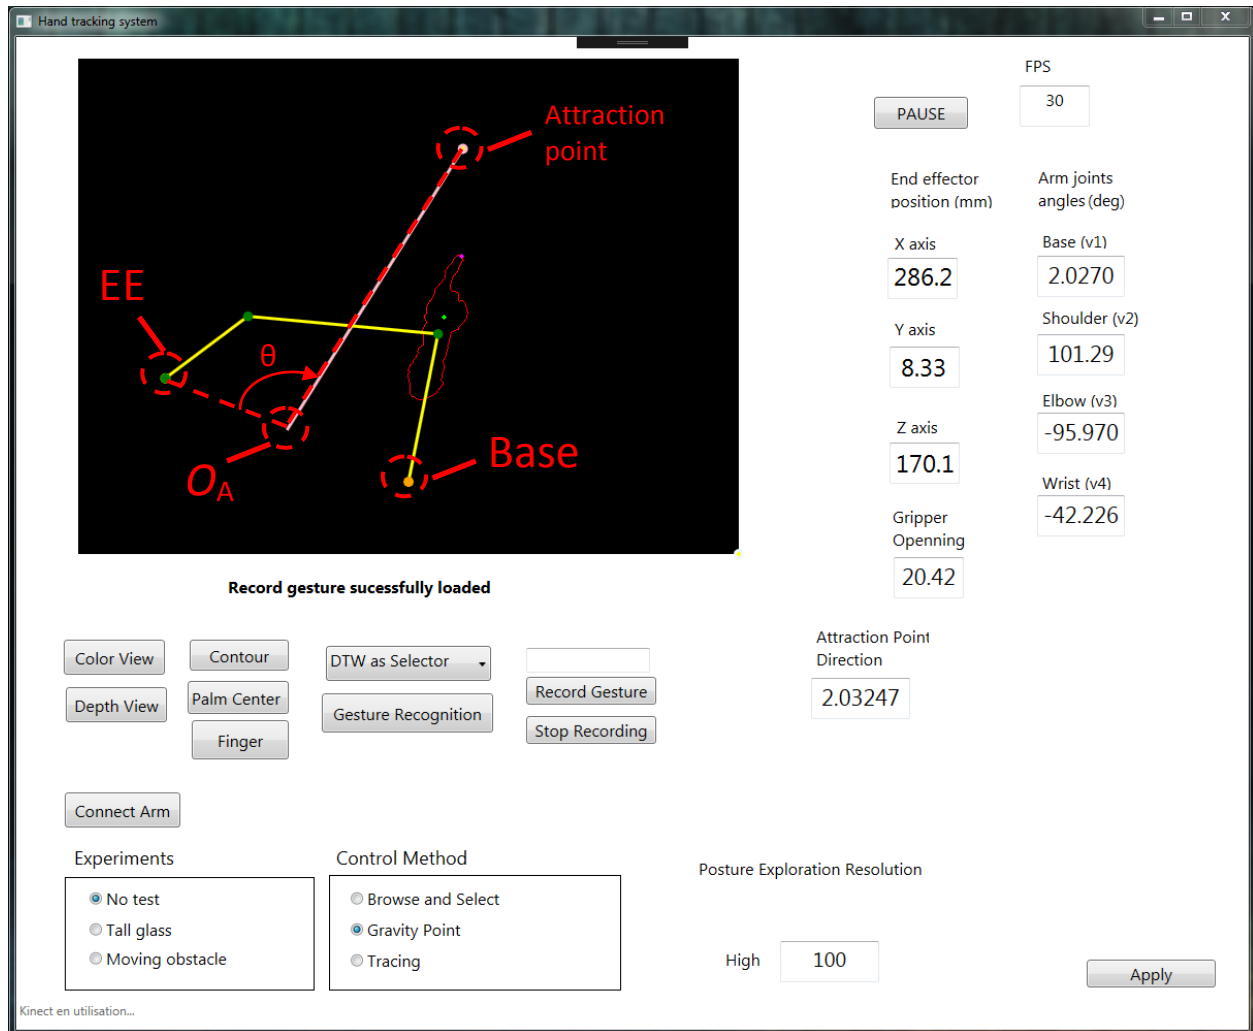 Hand tracking system
FPS
30
PAUSE
Attraction
point
End effector
position (mm)
Arm joints
angles (deg)
X axis
286.2
Base (v1)
2.0270
EE
Y axis
8.33
Shoulder (v2)
101.29
θ
Z axis
170.1
Elbow (v3)
-95.970
Base
OA
Wrist (v4)
-42.226
Gripper
Openning
20.42
Record gesture sucessfully loaded
Color View
Contour
DTW as Selector
Depth View
Palm Center
Gesture Recognition
Record Gesture
Finger
Stop Recording
Attraction Point
Direction
2.03247
Connect Arm
Experiments
No test
Tall glass
Moving obstacle
Control Method
Browse and Select
Gravity Point
Tracing
Posture Exploration Resolution
High
100
Apply
Kinect en utilisation...